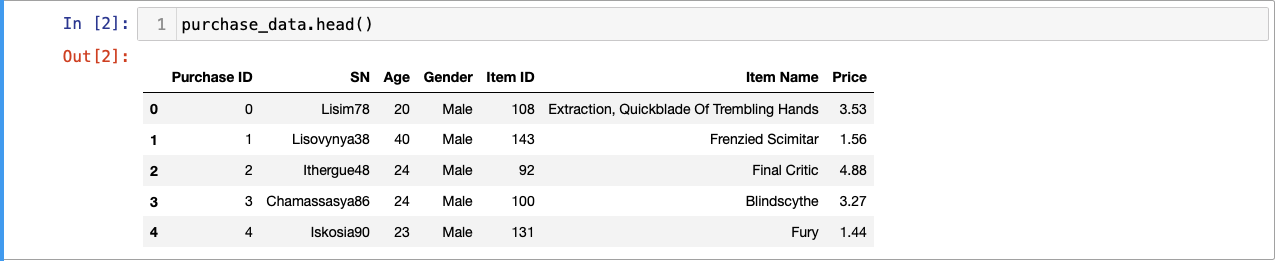 In [2]: 1 purchase_data.head()
Out[2]:
Purchase ID SN Age Gender Item ID Item Name Price
0 0 Lisim78 20 Male 108 Extraction, Quickblade Of Trembling Hands 3.53
1 1 Lisovynya38 40 Male 143 Frenzied Scimitar 1.56
2 2 Ithergue48 24 Male 92 Final Critic 4.88
3 3 Chamassasya86 24 Male 100 Blindscythe 3.27
4 4 Iskosia90 23 Male 131 Fury 1.44